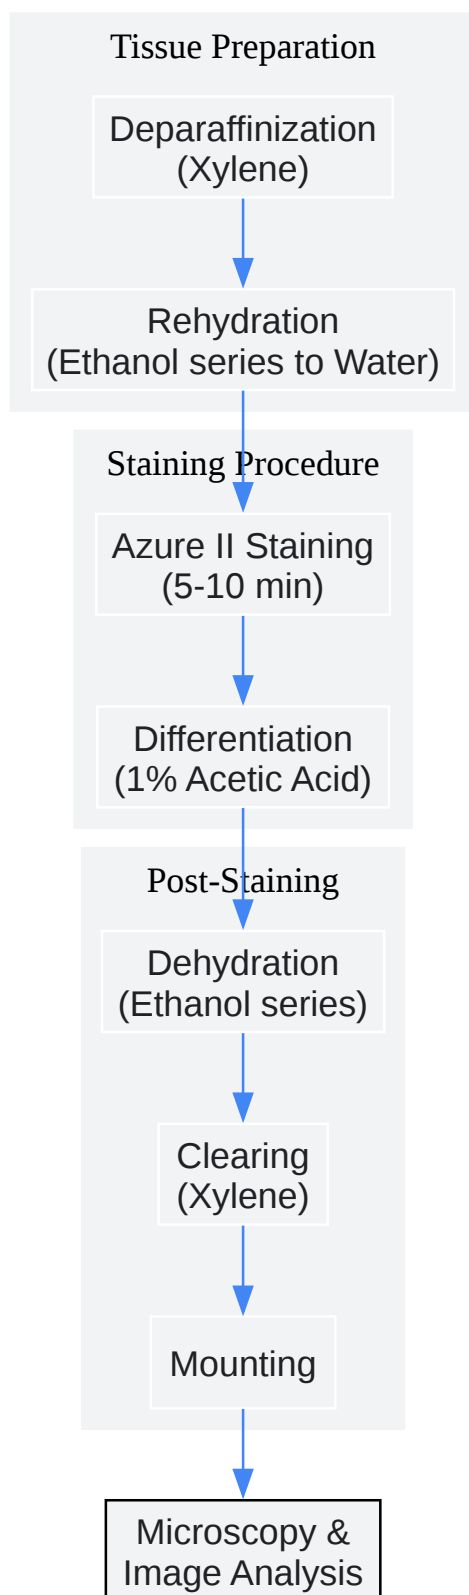 Tissue Preparation
Deparaffinization
(Xylene)
Rehydration
(Ethanol series to Water)
Staining Procedure
Azure II Staining
(5-10 min)
Differentiation
(1% Acetic Acid)
Post-Staining
Dehydration
(Ethanol series)
Clearing
(Xylene)
Mounting
Microscopy &
Image Analysis